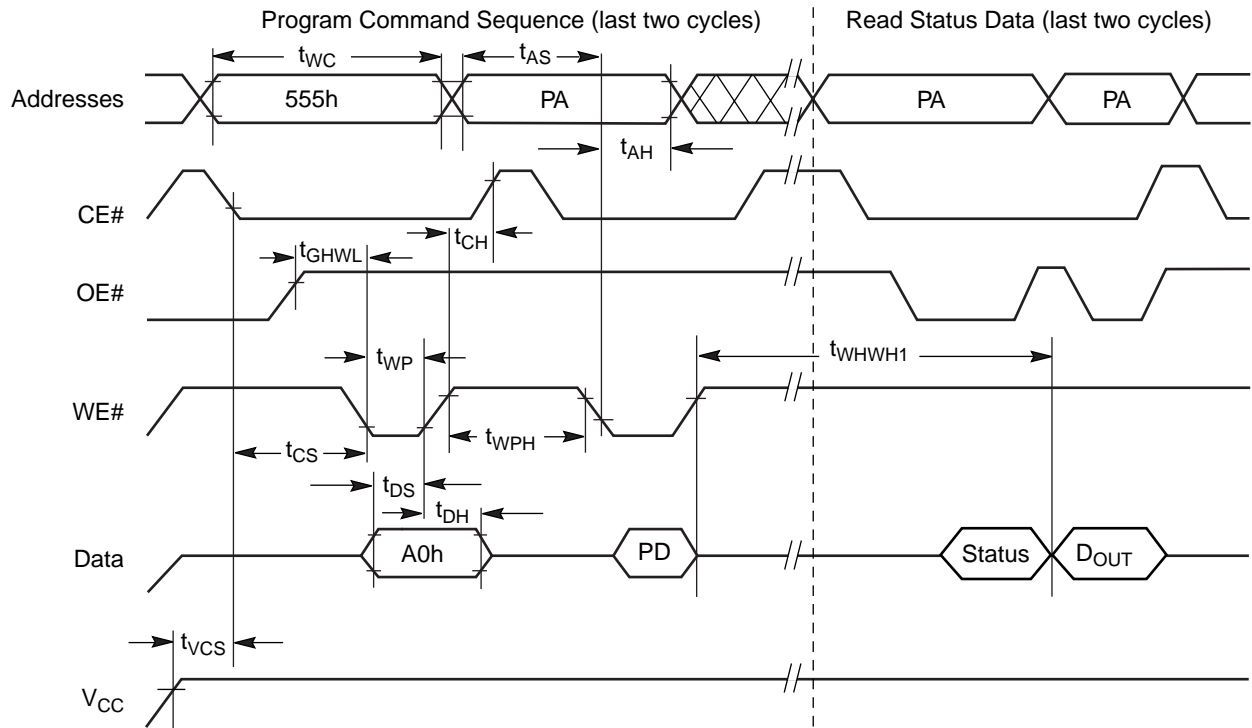 Program Command Sequence (last two cycles)
Read Status Data (last two cycles)
tWC
tAS
Addresses
555h
PA
PA
PA
tAH
CE#
tCH
tGHWL
OE#
tWP
tWHWH1
WE#
tCS
tWPH
tDS
tDH
Data
A0h
PD
Status
DOUT
tVCS
VCC